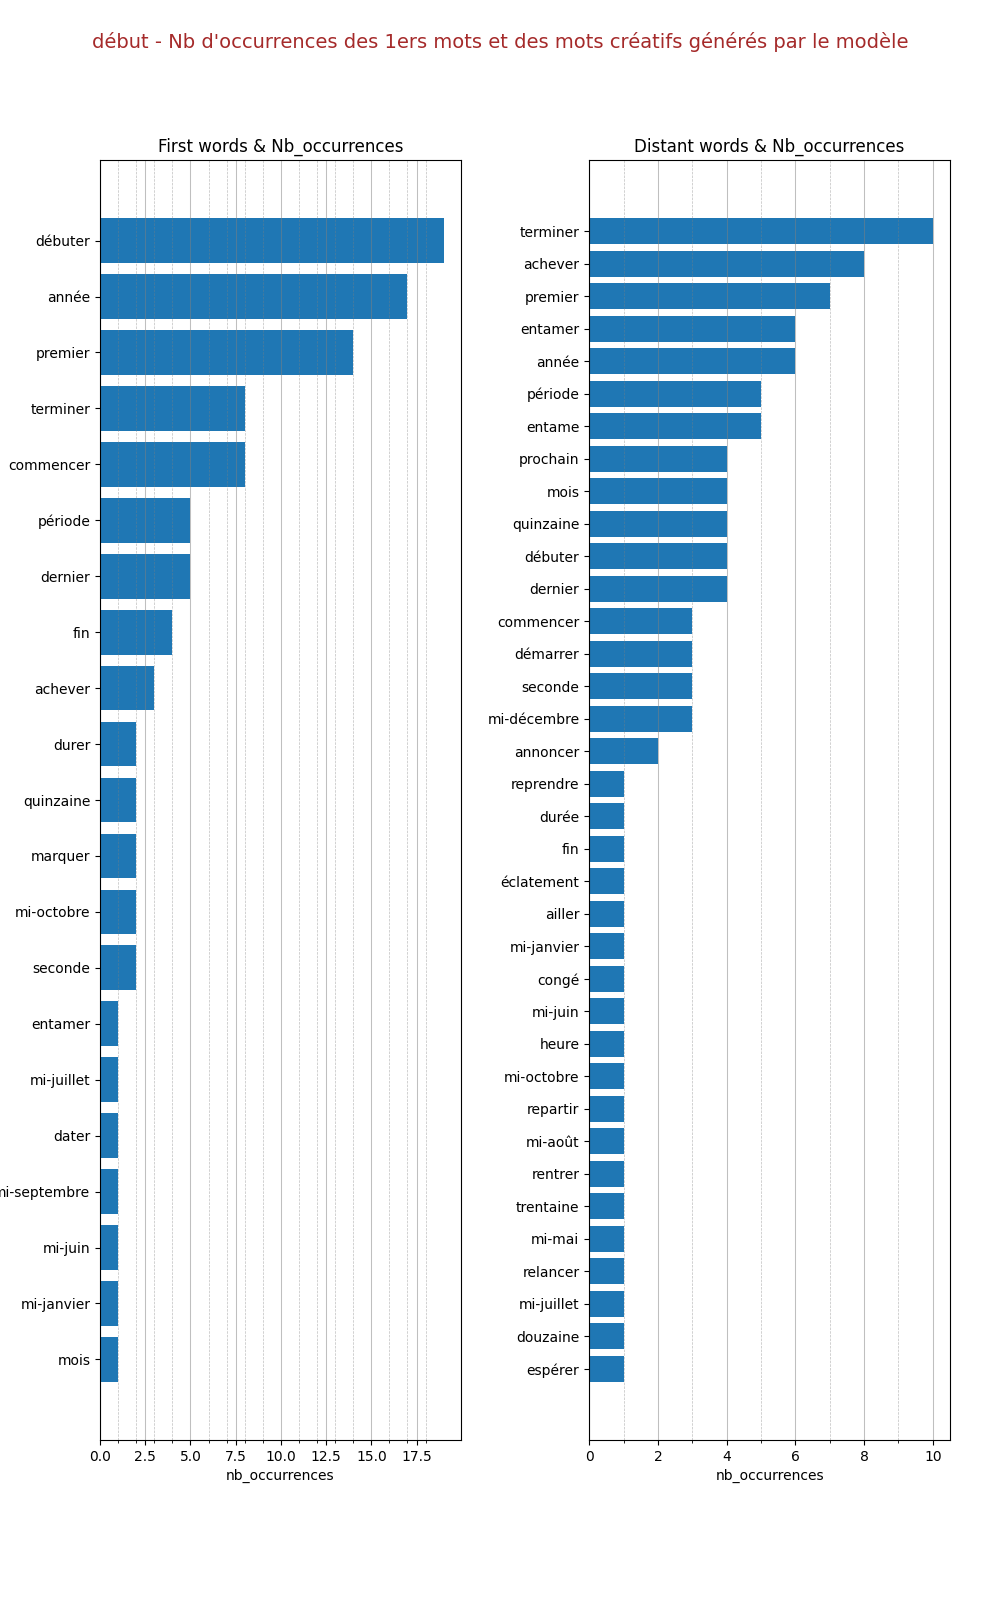 début - Nb d'occurrences des 1ers mots et des mots créatifs générés par le modèle
First words & Nb_occurrences
débuter
année
premier
terminer
commencer
période
dernier
fin
achever
durer
quinzaine
marquer
mi-octobre
seconde
entamer
mi-juillet
dater
mi-septembre
mi-juin
mi-janvier
mois
0.0 2.5 5.0 7.5 10.0 12.5 15.0 17.5
nb_occurrences
Distant words & Nb_occurrences
terminer
achever
premier
entamer
année
période
entame
prochain
mois
quinzaine
débuter
dernier
commencer
démarrer
seconde
mi-décembre
annoncer
reprendre
durée
fin
éclatement
ailler
mi-janvier
congé
mi-juin
heure
mi-octobre
repartir
mi-août
rentrer
trentaine
mi-mai
relancer
mi-juillet
douzaine
espérer
0 2 4 6 8 10
nb_occurrences